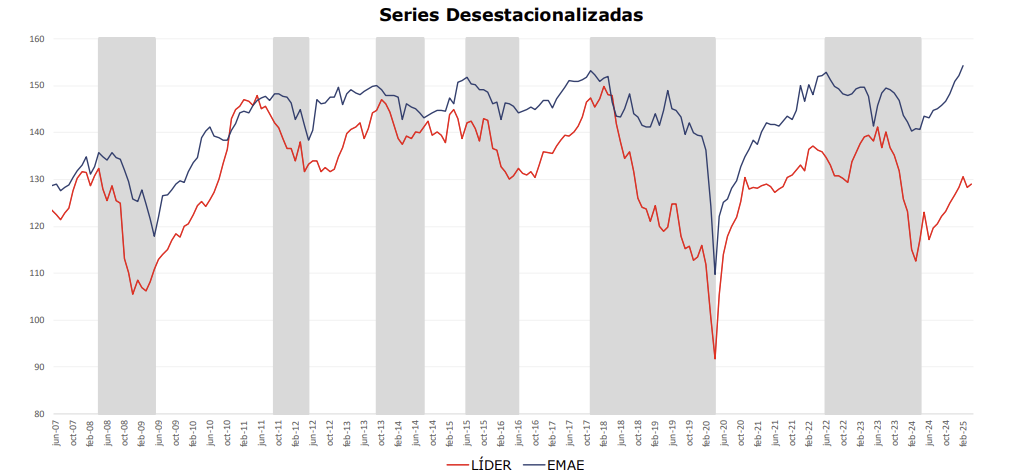 Series Desestacionalizadas
160
150
140
130
120
110
100
90
80
jun-07
oct-07
feb-08
jun-08
oct-08
feb-09
jun-09
oct-09
feb-10
jun-10
oct-10
feb-11
jun-11
oct-11
feb-12
jun-12
oct-12
feb-13
jun-13
oct-13
feb-14
jun-14
oct-14
feb-15
jun-15
oct-15
feb-16
jun-16
oct-16
feb-17
jun-17
oct-17
feb-18
jun-18
oct-18
feb-19
jun-19
oct-19
feb-20
jun-20
oct-20
feb-21
jun-21
oct-21
feb-22
jun-22
oct-22
feb-23
jun-23
oct-23
feb-24
jun-24
oct-24
feb-25
LÍDER
EMAE